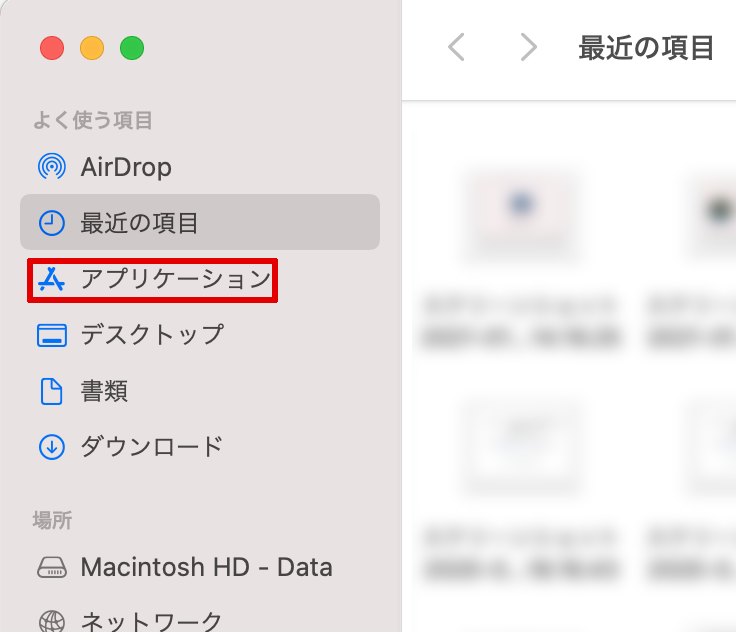 最近の項目
よく使う項目
AirDrop
最近の項目
アプリケーション
デスクトップ
書類
ダウンロード
場所
Macintosh HD - Data
ネットワーク